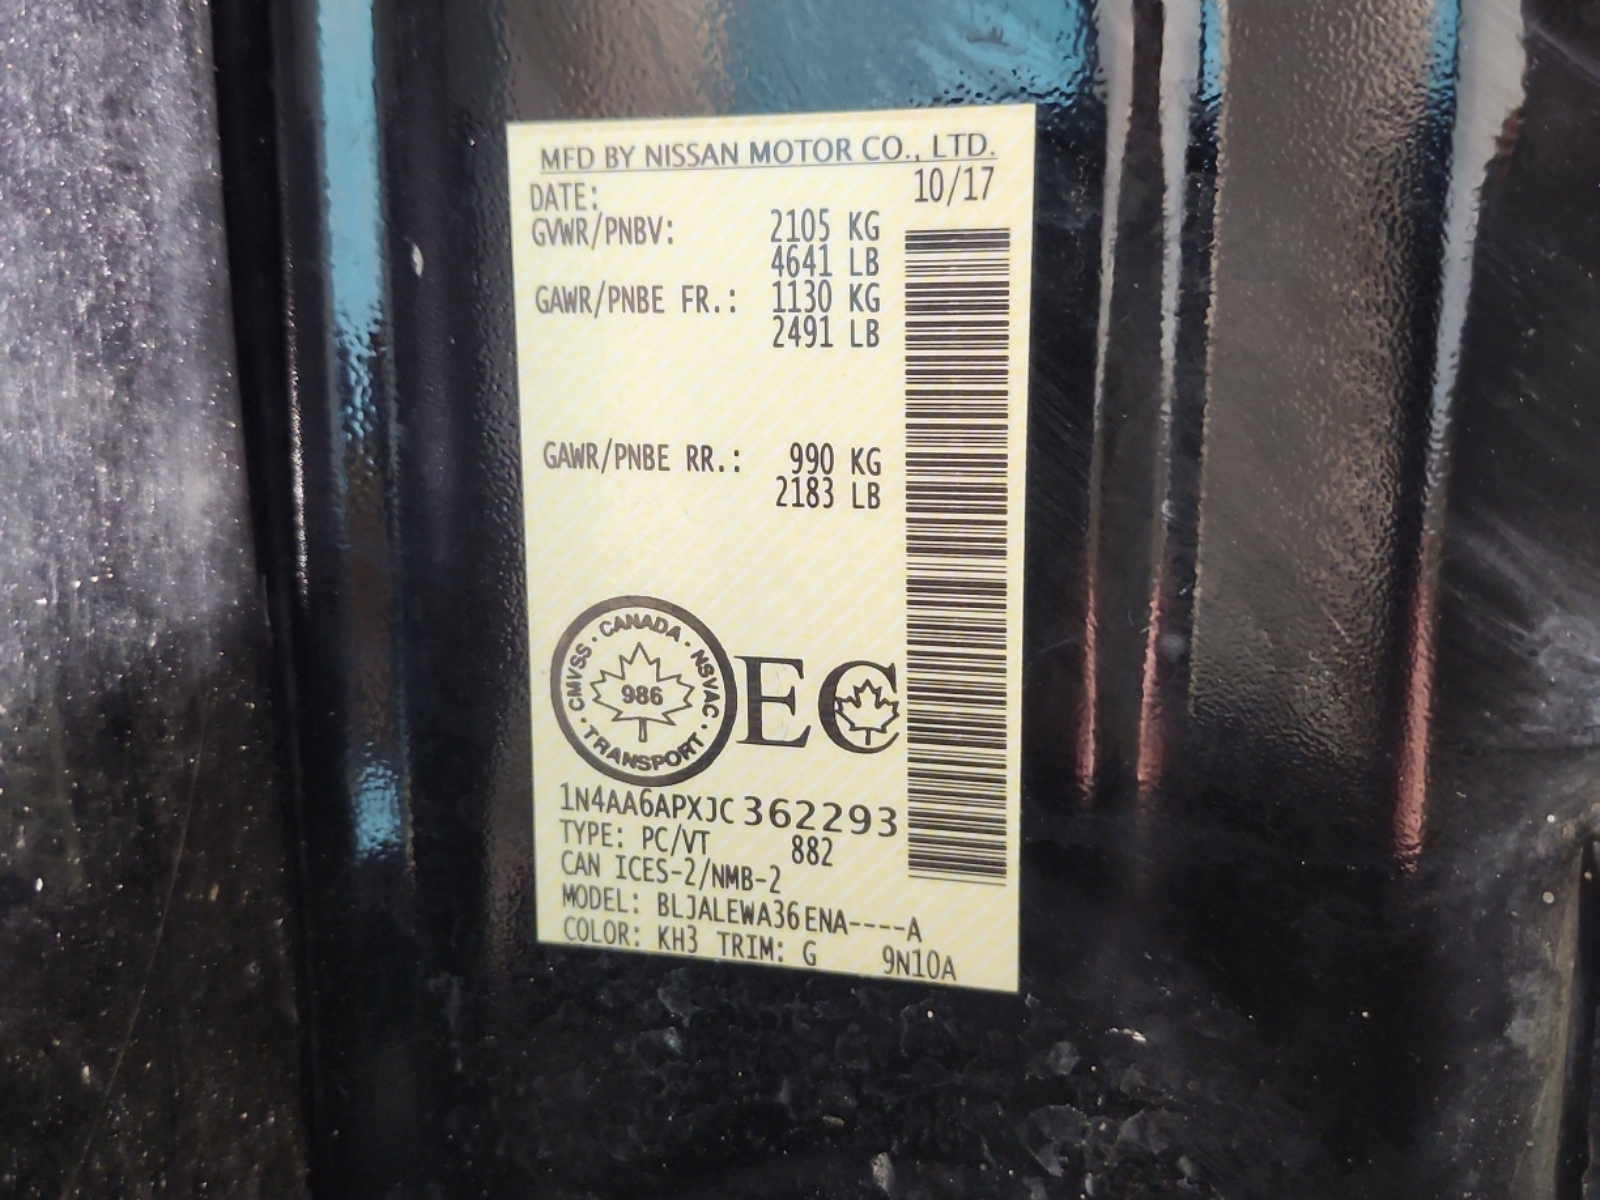 MFD BY NISSAN MOTOR CO., LTD.
DATE: 10/17
GVWR/PNBV: 2105 KG
4641 LB
GAWR/PNBE FR.: 1130 KG
2491 LB
GAWR/PNBE RR.: 990 KG
2183 LB
CMVSS · CANADA · NSVAC · TRANSPORT ·
986
EC
1N4AA6APXJC362293
TYPE: PC/VT 882
CAN ICES-2/NMB-2
MODEL: BLJALEWA36ENA----A
COLOR: KH3 TRIM: G 9N10A